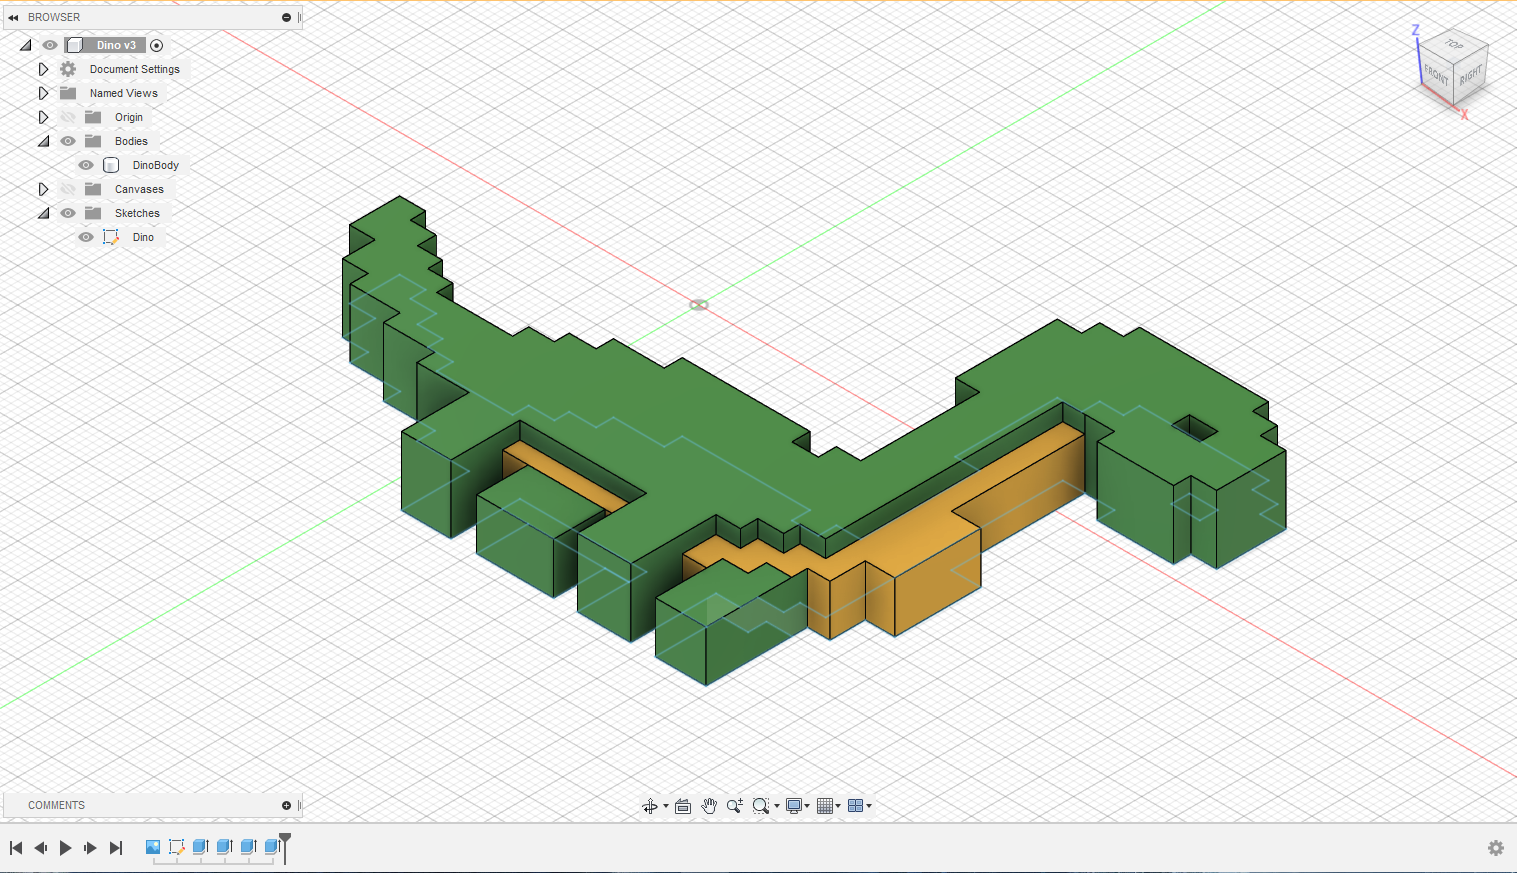 BROWSER
Dino v3
Document Settings
Named Views
Origin
Bodies
DinoBody
Canvases
Sketches
Dino
Z
TOP
FRONT
RIGHT
X
COMMENTS